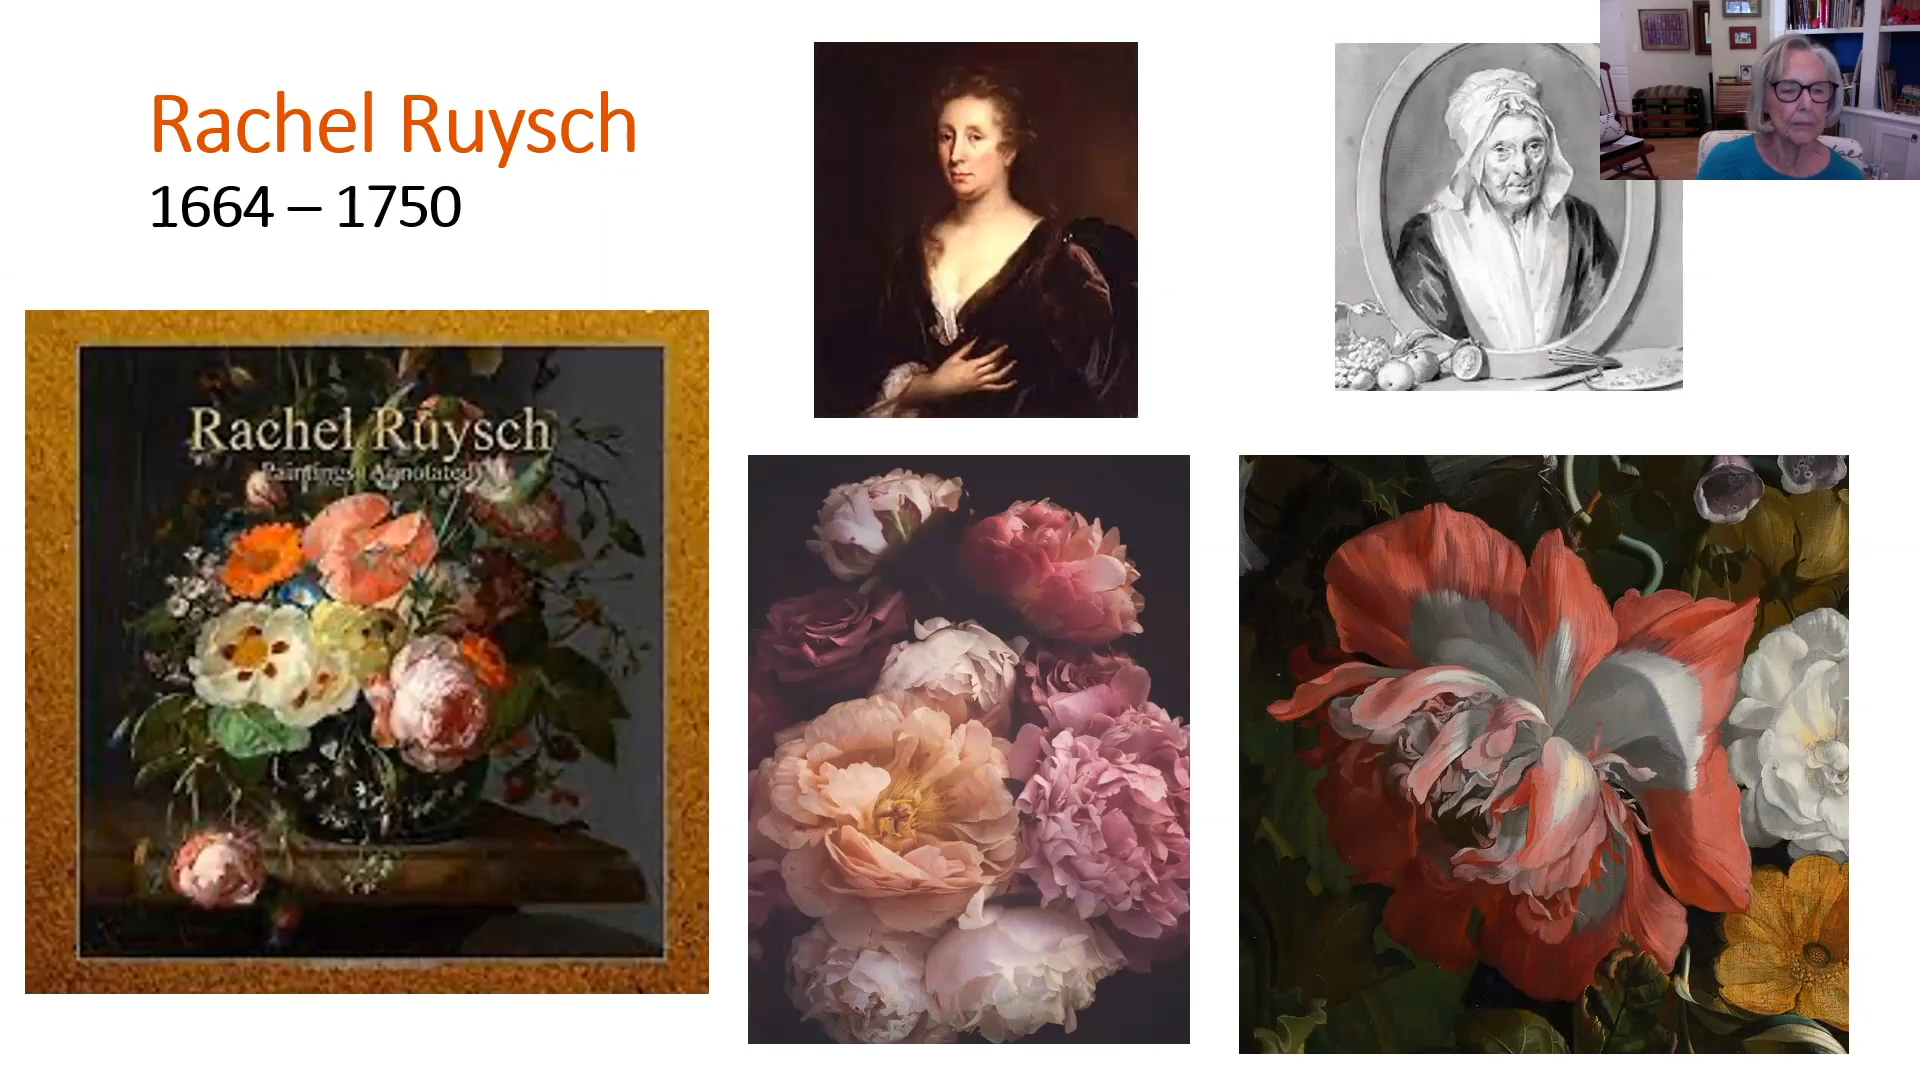 Rachel Ruysch
1664 – 1750
Rachel Ruysch
Paintings (Annotated)